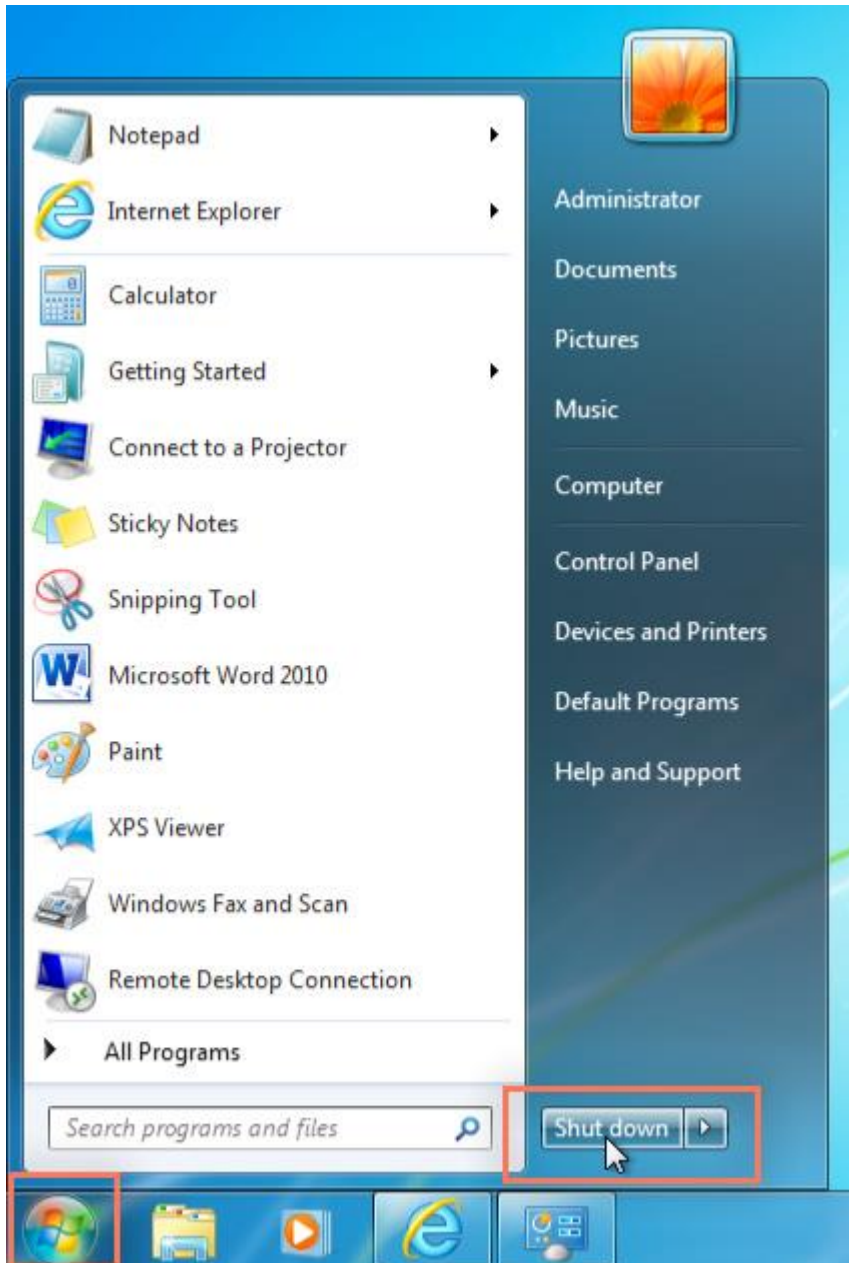 Notepad
Internet Explorer
Calculator
Getting Started
Connect to a Projector
Sticky Notes
Snipping Tool
Microsoft Word 2010
Paint
XPS Viewer
Windows Fax and Scan
Remote Desktop Connection
All Programs
Search programs and files
Administrator
Documents
Pictures
Music
Computer
Control Panel
Devices and Printers
Default Programs
Help and Support
Shut down